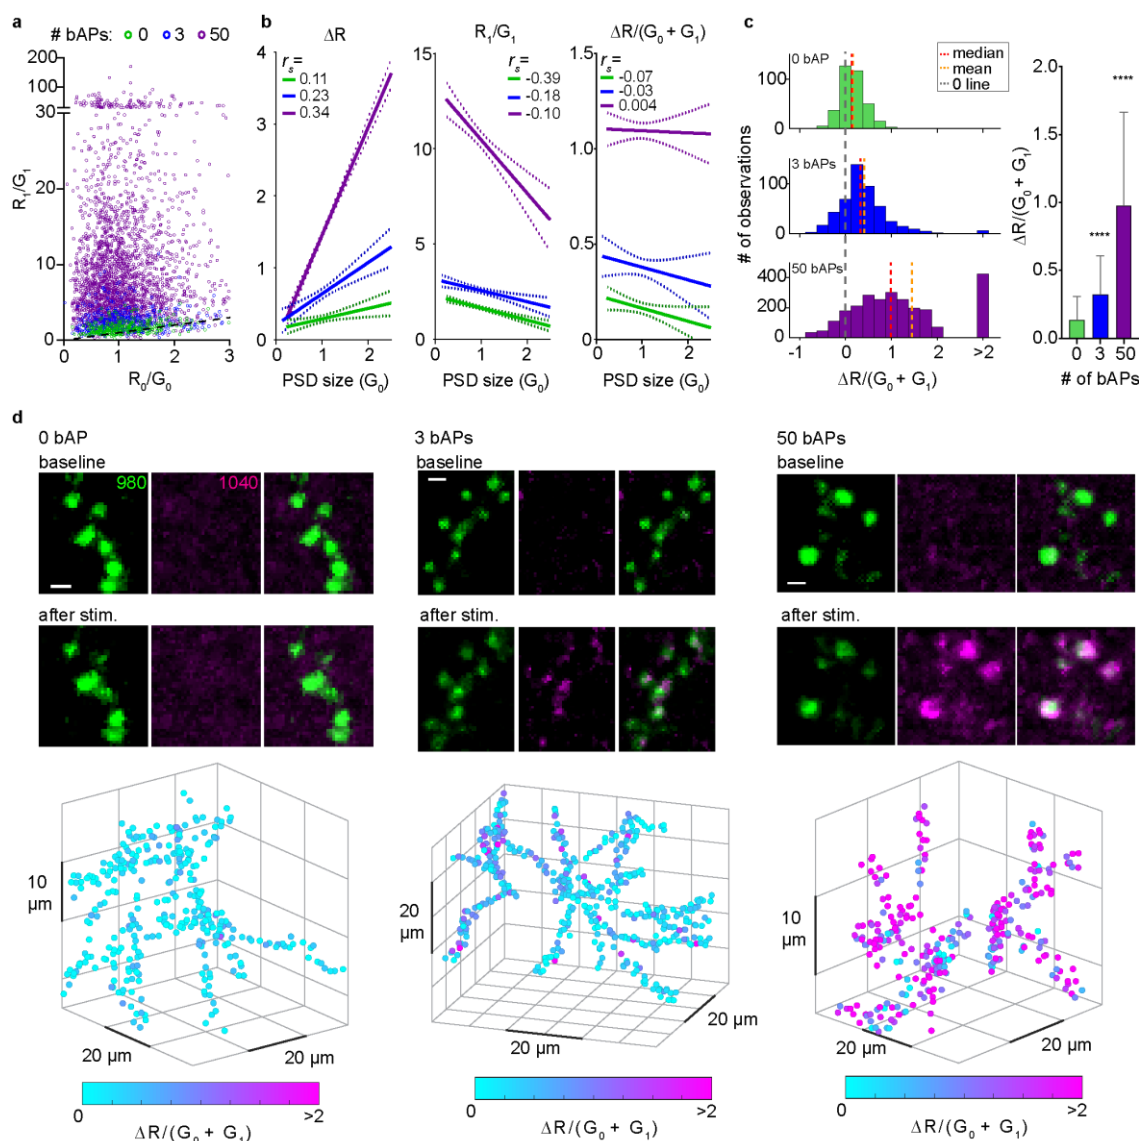 a
# bAPs: 0 3 50
200
100
30
20
10
0
R1/G1
0 1 2 3
R0/G0
b
ΔR
rs=
0.11
0.23
0.34
4
3
2
1
0
0 1 2
PSD size (G0)
R1/G1
rs=
-0.39
-0.18
-0.10
15
10
5
0
0 1 2
PSD size (G0)
ΔR/(G0 + G1)
rs=
-0.07
-0.03
0.004
1.5
1.0
0.5
0.0
0 1 2
PSD size (G0)
c
0 bAP
median
mean
0 line
100
0
3 bAPs
100
0
50 bAPs
400
200
0
# of observations
-1 0 1 2 >2
ΔR/(G0 + G1)
2.0
1.5
1.0
0.5
0.0
ΔR/(G0 + G1)
****
****
0 3 50
# of bAPs
d
0 bAP
baseline
980
1040
after stim.
3 bAPs
baseline
after stim.
50 bAPs
baseline
after stim.
10
μm
20 μm
20 μm
20
μm
20 μm
20 μm
10
μm
20 μm
20 μm
0 >2
ΔR/(G0 + G1)
0 >2
ΔR/(G0 + G1)
0 >2
ΔR/(G0 + G1)